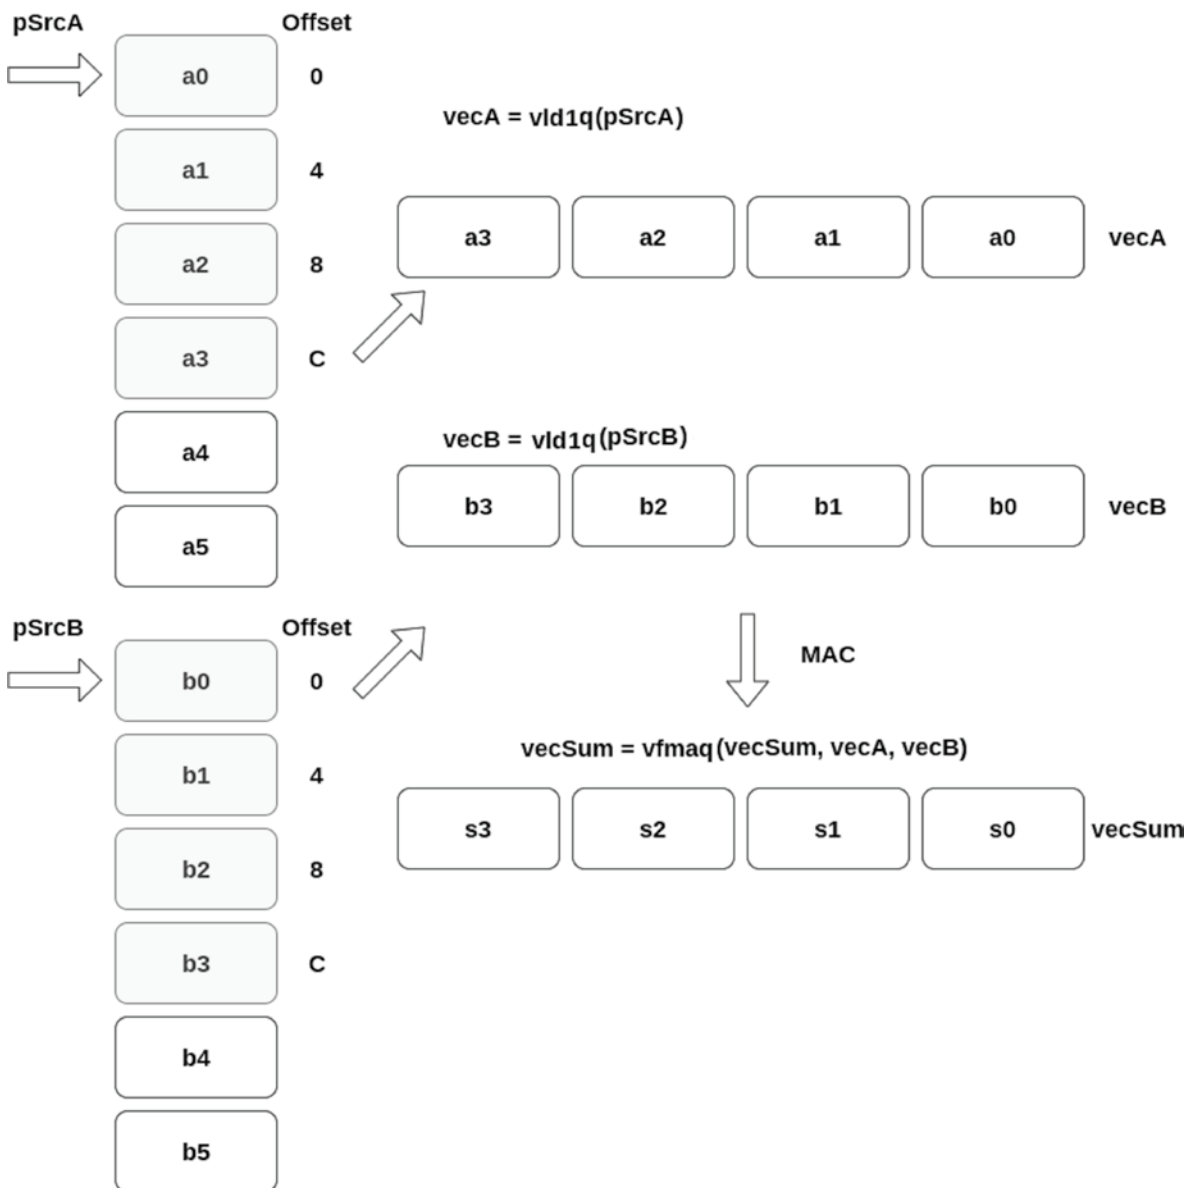 pSrcA
Offset
a0
0
a1
4
a2
8
a3
C
a4
a5
vecA = vld1q(pSrcA)
a3
a2
a1
a0
vecA
vecB = vld1q(pSrcB)
b3
b2
b1
b0
vecB
pSrcB
Offset
b0
0
b1
4
b2
8
b3
C
b4
b5
MAC
vecSum = vfmaq(vecSum, vecA, vecB)
s3
s2
s1
s0
vecSum